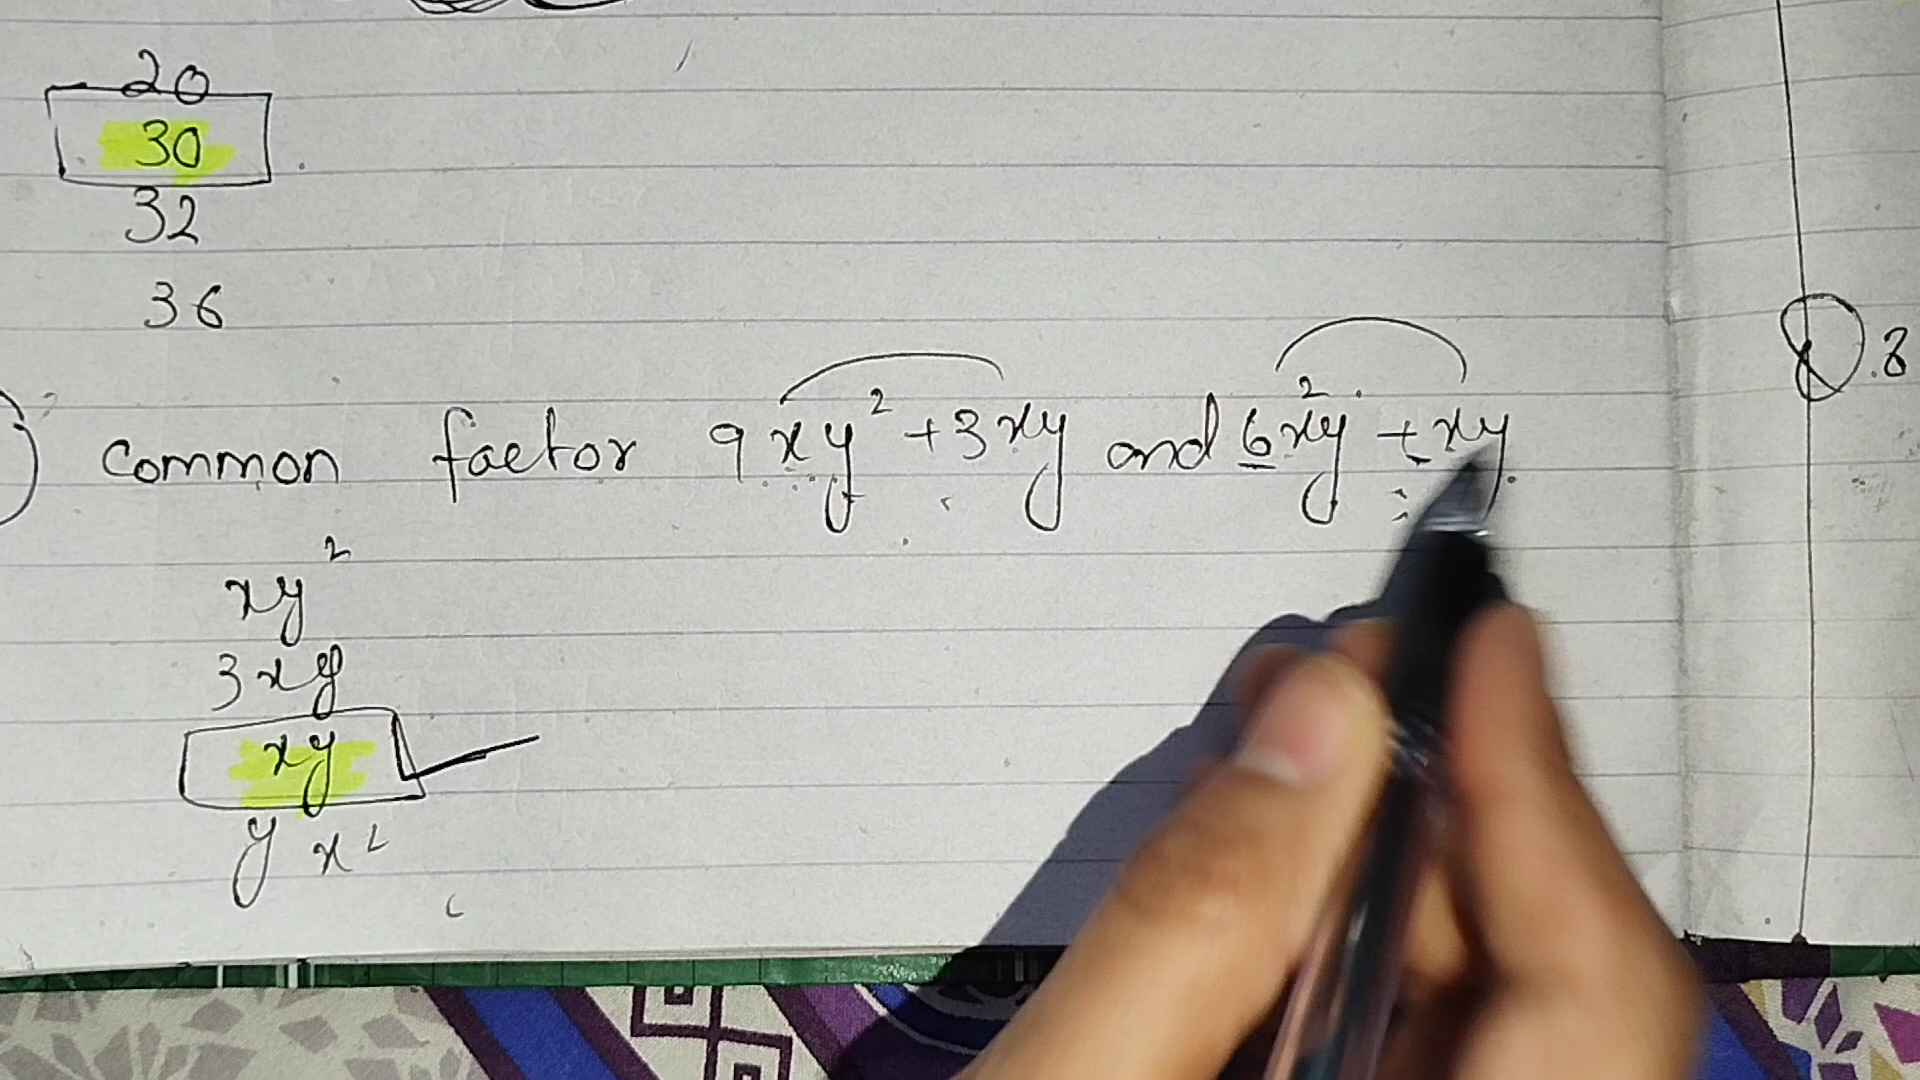 20
30
32
36
Common factor 9xy² + 3xy and 6x²y + xy
xy²
3xy
xy
y x²
Q.8